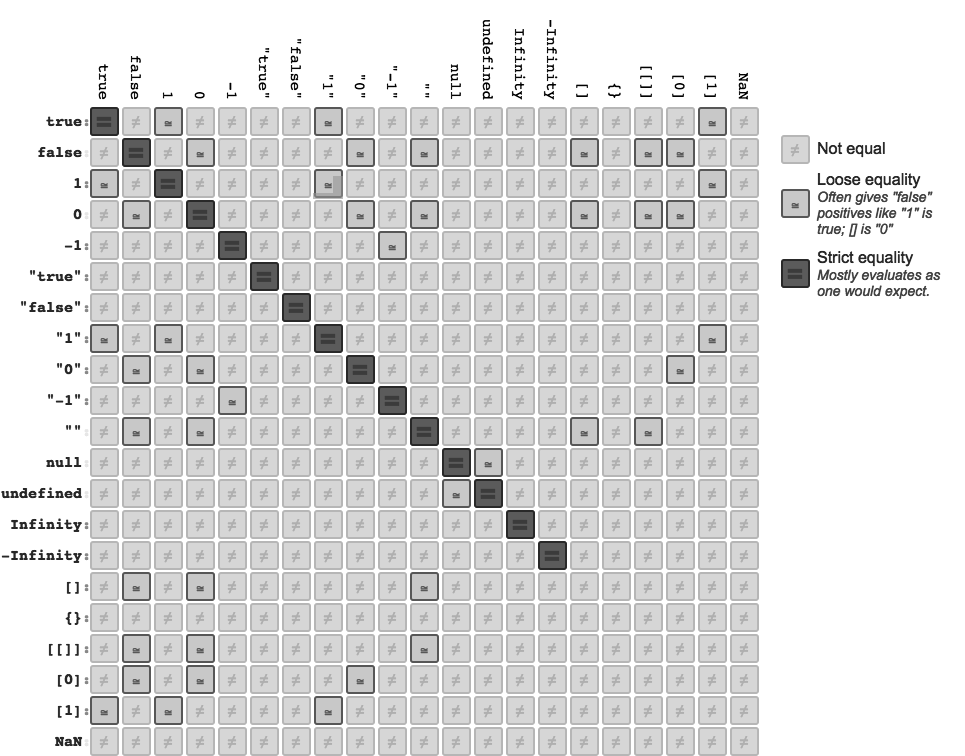 true false 1 0 -1 "true" "false" "1" "0" "-1" "" null undefined Infinity -Infinity [] {} [[]] [0] [1] NaN
true: = ≠ ≅ ≠ ≠ ≠ ≠ ≅ ≠ ≠ ≠ ≠ ≠ ≠ ≠ ≠ ≠ ≠ ≠ ≅ ≠
false: ≠ = ≠ ≅ ≠ ≠ ≠ ≠ ≅ ≠ ≅ ≠ ≠ ≠ ≠ ≅ ≠ ≅ ≅ ≠ ≠
1: ≅ ≠ = ≠ ≠ ≠ ≠ ≅ ≠ ≠ ≠ ≠ ≠ ≠ ≠ ≠ ≠ ≠ ≠ ≅ ≠
0: ≠ ≅ ≠ = ≠ ≠ ≠ ≠ ≅ ≠ ≅ ≠ ≠ ≠ ≠ ≅ ≠ ≅ ≅ ≠ ≠
-1: ≠ ≠ ≠ ≠ = ≠ ≠ ≠ ≠ ≅ ≠ ≠ ≠ ≠ ≠ ≠ ≠ ≠ ≠ ≠ ≠
"true": ≠ ≠ ≠ ≠ ≠ = ≠ ≠ ≠ ≠ ≠ ≠ ≠ ≠ ≠ ≠ ≠ ≠ ≠ ≠ ≠
"false": ≠ ≠ ≠ ≠ ≠ ≠ = ≠ ≠ ≠ ≠ ≠ ≠ ≠ ≠ ≠ ≠ ≠ ≠ ≠ ≠
"1": ≅ ≠ ≅ ≠ ≠ ≠ ≠ = ≠ ≠ ≠ ≠ ≠ ≠ ≠ ≠ ≠ ≠ ≠ ≅ ≠
"0": ≠ ≅ ≠ ≅ ≠ ≠ ≠ ≠ = ≠ ≠ ≠ ≠ ≠ ≠ ≠ ≠ ≠ ≅ ≠ ≠
"-1": ≠ ≠ ≠ ≠ ≅ ≠ ≠ ≠ ≠ = ≠ ≠ ≠ ≠ ≠ ≠ ≠ ≠ ≠ ≠ ≠
"": ≠ ≅ ≠ ≅ ≠ ≠ ≠ ≠ ≠ ≠ = ≠ ≠ ≠ ≠ ≅ ≠ ≅ ≠ ≠ ≠
null: ≠ ≠ ≠ ≠ ≠ ≠ ≠ ≠ ≠ ≠ ≠ = ≅ ≠ ≠ ≠ ≠ ≠ ≠ ≠ ≠
undefined: ≠ ≠ ≠ ≠ ≠ ≠ ≠ ≠ ≠ ≠ ≠ ≅ = ≠ ≠ ≠ ≠ ≠ ≠ ≠ ≠
Infinity: ≠ ≠ ≠ ≠ ≠ ≠ ≠ ≠ ≠ ≠ ≠ ≠ ≠ = ≠ ≠ ≠ ≠ ≠ ≠ ≠
-Infinity: ≠ ≠ ≠ ≠ ≠ ≠ ≠ ≠ ≠ ≠ ≠ ≠ ≠ ≠ = ≠ ≠ ≠ ≠ ≠ ≠
[]: ≠ ≅ ≠ ≅ ≠ ≠ ≠ ≠ ≠ ≠ ≅ ≠ ≠ ≠ ≠ ≠ ≠ ≠ ≠ ≠ ≠
{}: ≠ ≠ ≠ ≠ ≠ ≠ ≠ ≠ ≠ ≠ ≠ ≠ ≠ ≠ ≠ ≠ ≠ ≠ ≠ ≠ ≠
[[]]: ≠ ≅ ≠ ≅ ≠ ≠ ≠ ≠ ≠ ≠ ≅ ≠ ≠ ≠ ≠ ≠ ≠ ≠ ≠ ≠ ≠
[0]: ≠ ≅ ≠ ≅ ≠ ≠ ≠ ≠ ≅ ≠ ≠ ≠ ≠ ≠ ≠ ≠ ≠ ≠ ≠ ≠ ≠
[1]: ≅ ≠ ≅ ≠ ≠ ≠ ≠ ≅ ≠ ≠ ≠ ≠ ≠ ≠ ≠ ≠ ≠ ≠ ≠ ≠ ≠
NaN: ≠ ≠ ≠ ≠ ≠ ≠ ≠ ≠ ≠ ≠ ≠ ≠ ≠ ≠ ≠ ≠ ≠ ≠ ≠ ≠ ≠
≠ Not equal
Loose equality
≅ Often gives "false"
positives like "1" is
true; [] is "0"
Strict equality
= Mostly evaluates as
one would expect.